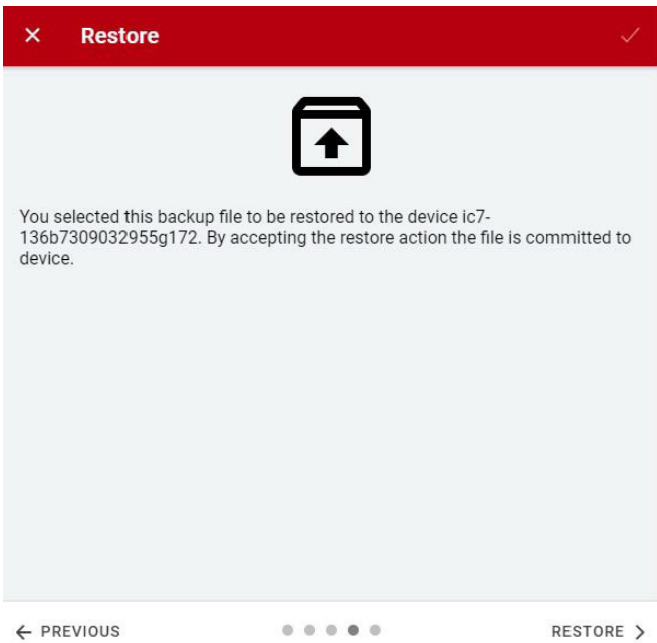 Restore
You selected this backup file to be restored to the device ic7-
136b7309032955g172. By accepting the restore action the file is committed to
device.
PREVIOUS
RESTORE